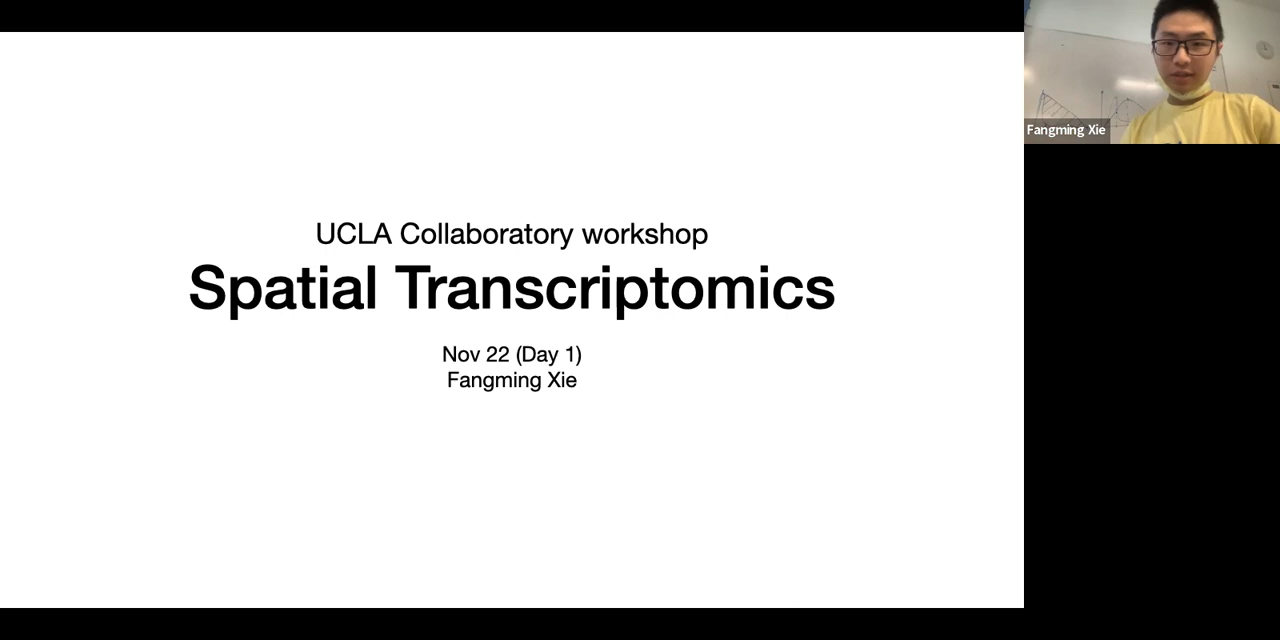 UCLA Collaboratory workshop
Spatial Transcriptomics
Nov 22 (Day 1)
Fangming Xie
Fangming Xie